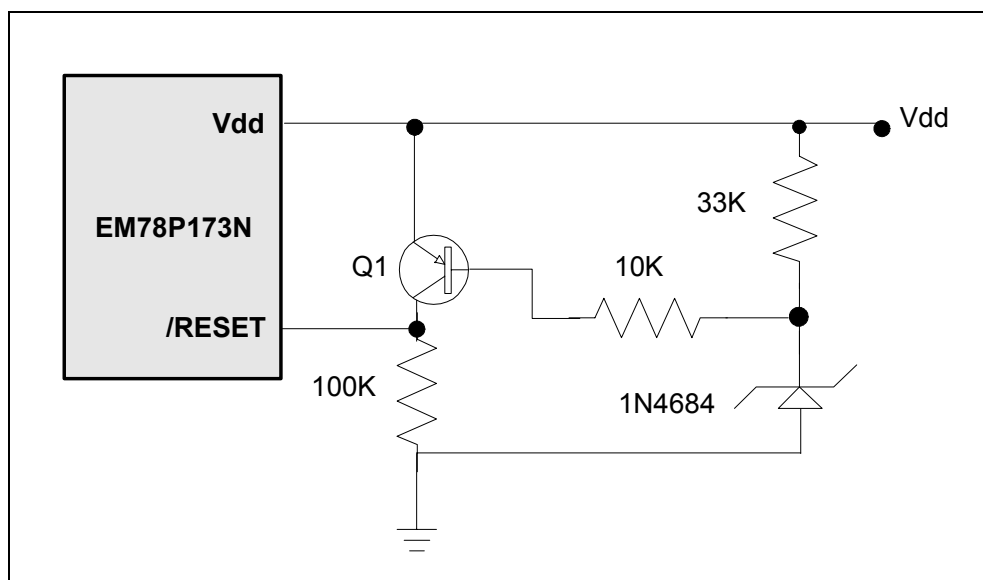 Vdd
Vdd
33K
EM78P173N
Q1
10K
/RESET
100K
1N4684